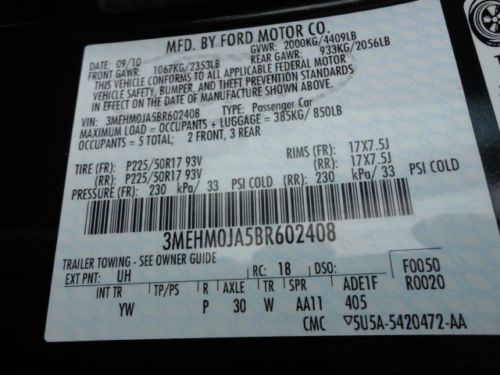 MFD. BY FORD MOTOR CO.
DATE: 09/10 GVWR: 2000KG/4409LB
FRONT GAWR: 1067KG/2353LB REAR GAWR: 933KG/2056LB
THIS VEHICLE CONFORMS TO ALL APPLICABLE FEDERAL MOTOR
VEHICLE SAFETY, BUMPER, AND THEFT PREVENTION STANDARDS
IN EFFECT ON THE DATE OF MANUFACTURE SHOWN ABOVE.
VIN: 3MEHM0JA5BR602408 TYPE: Passenger Car
MAXIMUM LOAD = OCCUPANTS + LUGGAGE = 385KG/ 850LB
OCCUPANTS = 5 TOTAL; 2 FRONT, 3 REAR
TIRE (FR): P225/50R17 93V RIMS (FR): 17X7.5J
(RR): P225/50R17 93V (RR): 17X7.5J
PRESSURE (FR): 230 kPa/ 33 PSI COLD (RR): 230 kPa/ 33 PSI COLD
3MEHM0JA5BR602408
TRAILER TOWING - SEE OWNER GUIDE
EXT PNT: UH RC: 18 DSO: F0050
INT TR TP/PS R AXLE TR SPR ADE1F R0020
YW P 30 W AA11 405
CMC ▽5U5A-5420472-AA